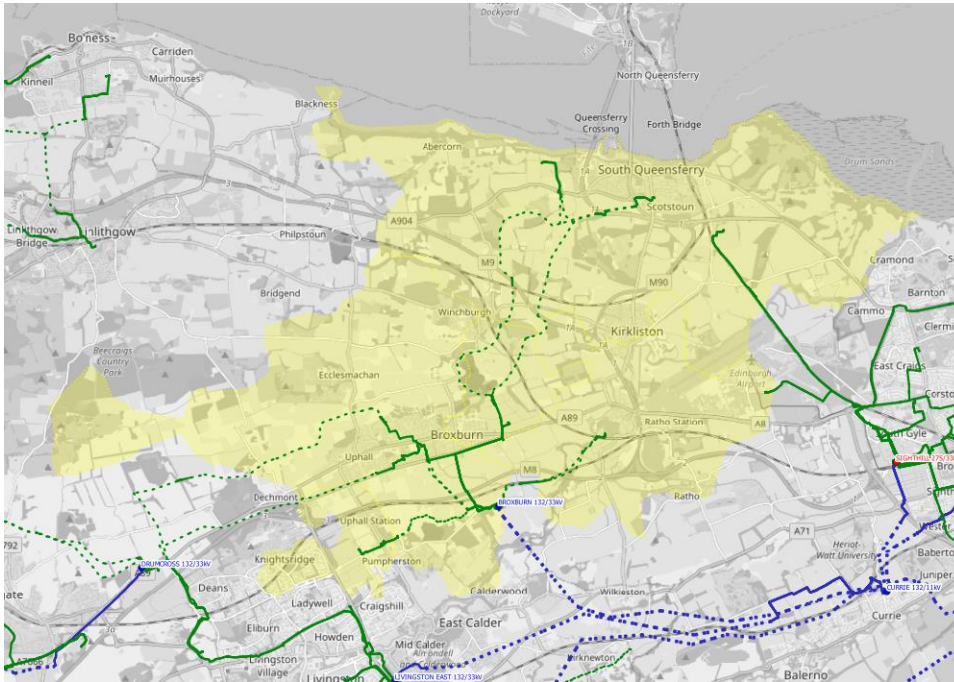 Dockyard
Bo'ness
Carriden
Kinneil
Muirhouses
North Queensferry
Blackness
Queensferry
Crossing
Forth Bridge
Abercorn
Drum Sands
South Queensferry
1A
Scotstoun
A904
Linlithgow
Bridge
Philpstoun
Cramond
M9
Barnton
Bridgend
M90
Cammo
Winchburgh
Kirkliston
Beecraigs
Country
Park
East Craigs
Ecclesmachan
Edinburgh
Airport
A89
Broxburn
Ratho Station
A8
Uphall
SIGHTHILL 275/33
M8
Dechmont
Ratho
BROXBURN 132/33kV
Uphall Station
A71
DRUMCROSS 132/33kV
Pumpherston
Heriot-
Watt University
Knightsridge
Deans
Calderwood
Wilkieston
CURRIE 132/11kV
Ladywell
Craigshill
Currie
East Calder
Eliburn
Howden
Mid Calder
Livingston
Village
Kirknewton
Livingston
LIVINGSTON EAST 132/33kV
Balerno